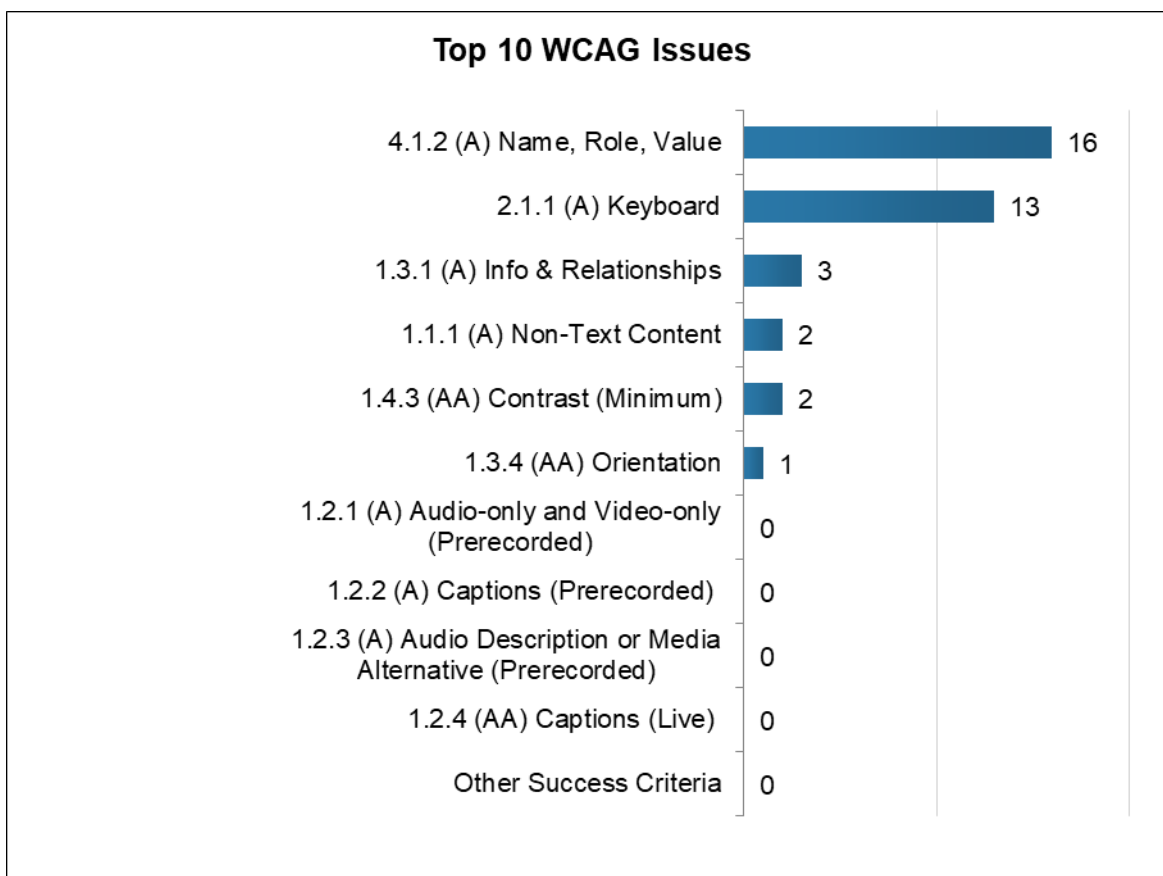 Top 10 WCAG Issues
4.1.2 (A) Name, Role, Value 16
2.1.1 (A) Keyboard 13
1.3.1 (A) Info & Relationships 3
1.1.1 (A) Non-Text Content 2
1.4.3 (AA) Contrast (Minimum) 2
1.3.4 (AA) Orientation 1
1.2.1 (A) Audio-only and Video-only
(Prerecorded) 0
1.2.2 (A) Captions (Prerecorded) 0
1.2.3 (A) Audio Description or Media
Alternative (Prerecorded) 0
1.2.4 (AA) Captions (Live) 0
Other Success Criteria 0